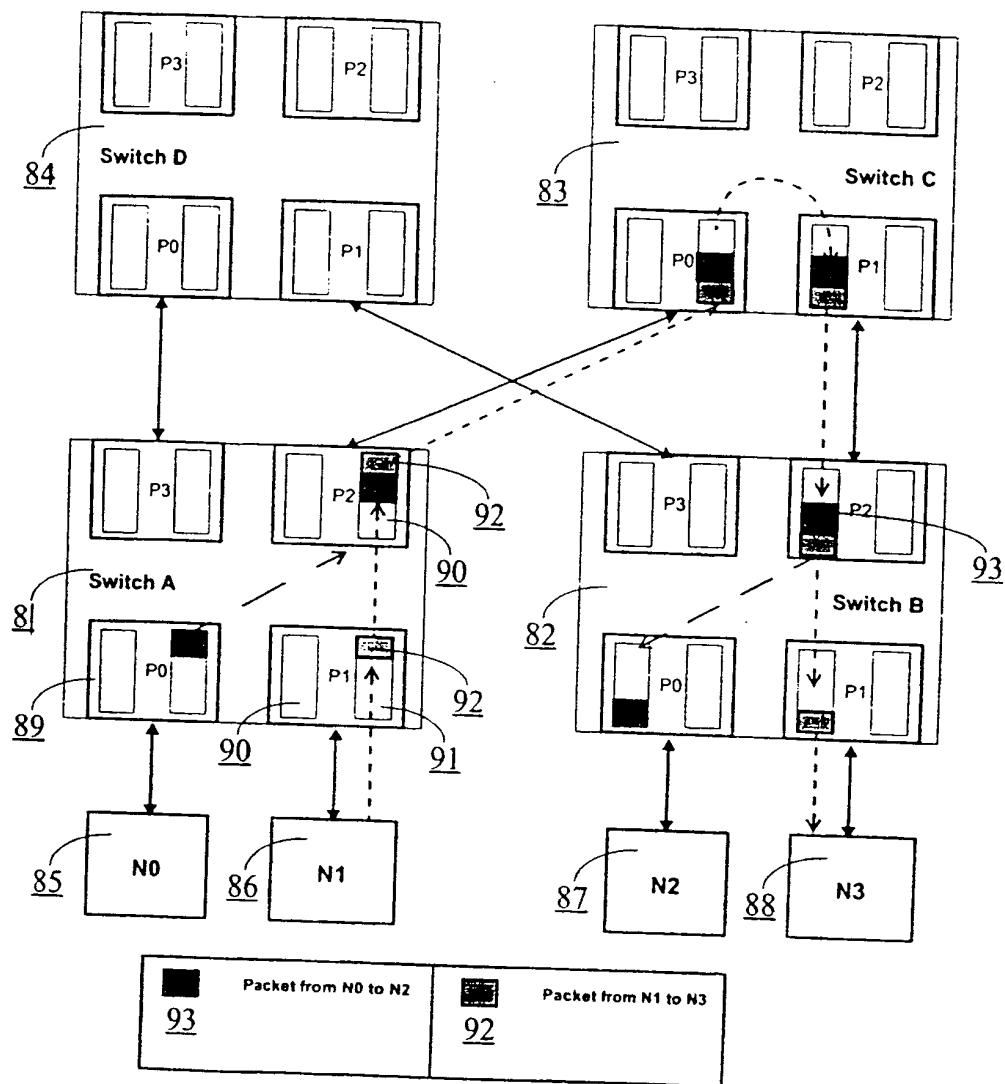 P3
P2
Switch D
84
P0
P1
P3
P2
83
Switch C
P0
P1
P3
P2
92
90
Switch A
81
P0
P1
92
89
90
91
P3
P2
93
82
Switch B
P0
P1
N0
85
N1
86
N2
87
N3
88
Packet from N0 to N2
93
Packet from N1 to N3
92